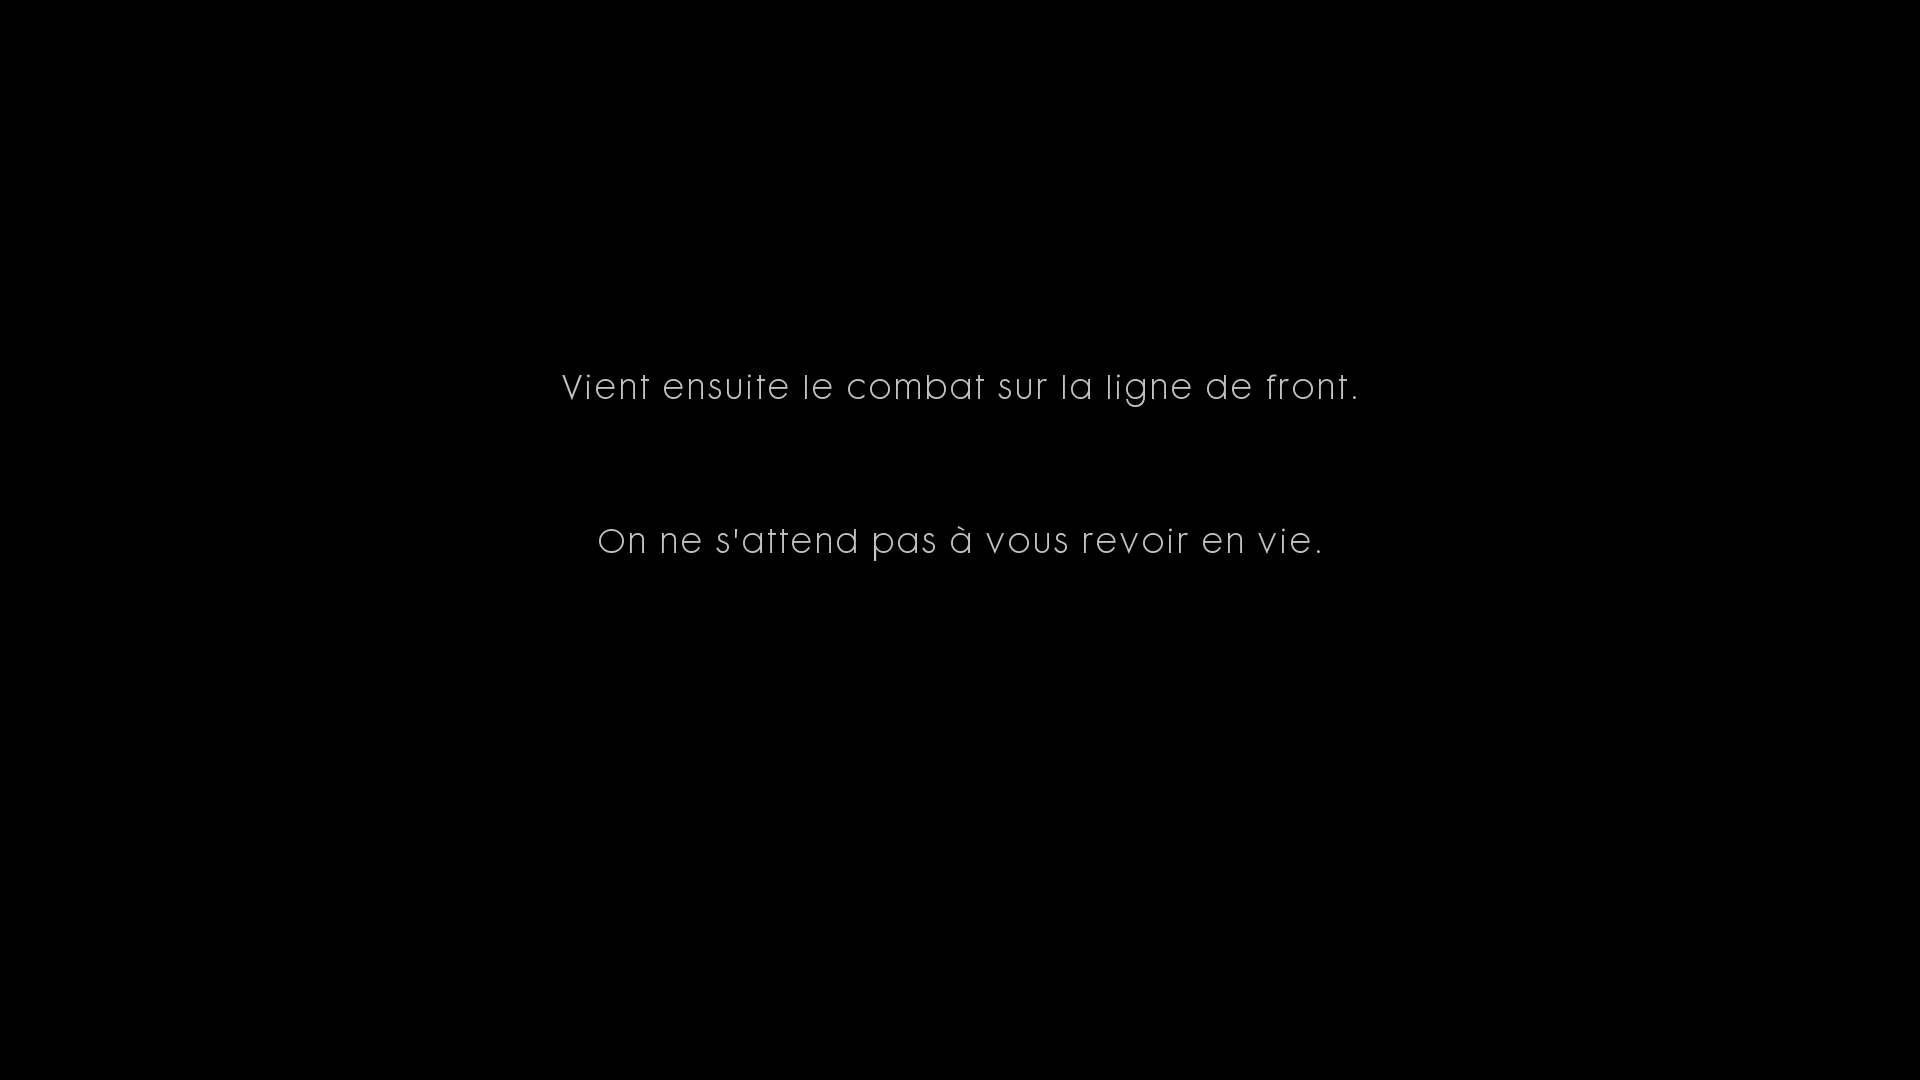 Vient ensuite le combat sur la ligne de front.
On ne s'attend pas à vous revoir en vie.